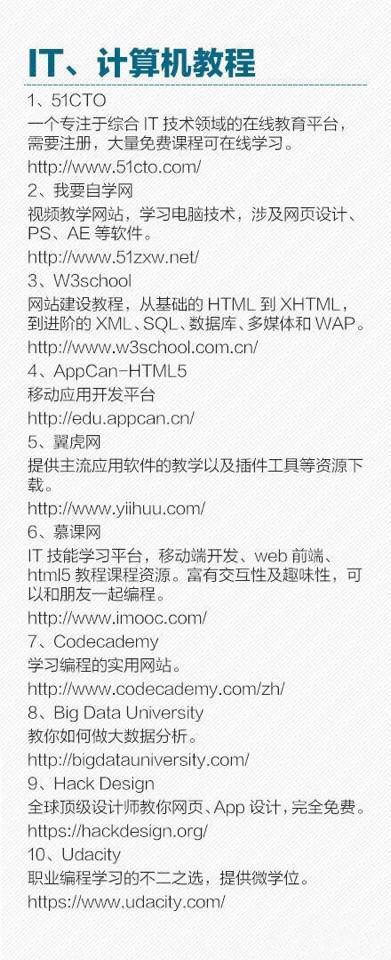 IT、计算机教程
1、51CTO
一个专注于综合 IT 技术领域的在线教育平台，
需要注册，大量免费课程可在线学习。
http://www.51cto.com/
2、我要自学网
视频教学网站，学习电脑技术，涉及网页设计、
PS、AE 等软件。
http://www.51zxw.net/
3、W3school
网站建设教程，从基础的 HTML 到 XHTML，
到进阶的 XML、SQL、数据库、多媒体和 WAP。
http://www.w3school.com.cn/
4、AppCan-HTML5
移动应用开发平台
http://edu.appcan.cn/
5、翼虎网
提供主流应用软件的教学以及插件工具等资源下
载。
http://www.yiihuu.com/
6、慕课网
IT 技能学习平台，移动端开发、web 前端、
html5 教程课程资源。富有交互性及趣味性，可
以和朋友一起编程。
http://www.imooc.com/
7、Codecademy
学习编程的实用网站。
http://www.codecademy.com/zh/
8、Big Data University
教你如何做大数据分析。
http://bigdatauniversity.com/
9、Hack Design
全球顶级设计师教你网页、App 设计，完全免费。
https://hackdesign.org/
10、Udacity
职业编程学习的不二之选，提供微学位。
https://www.udacity.com/